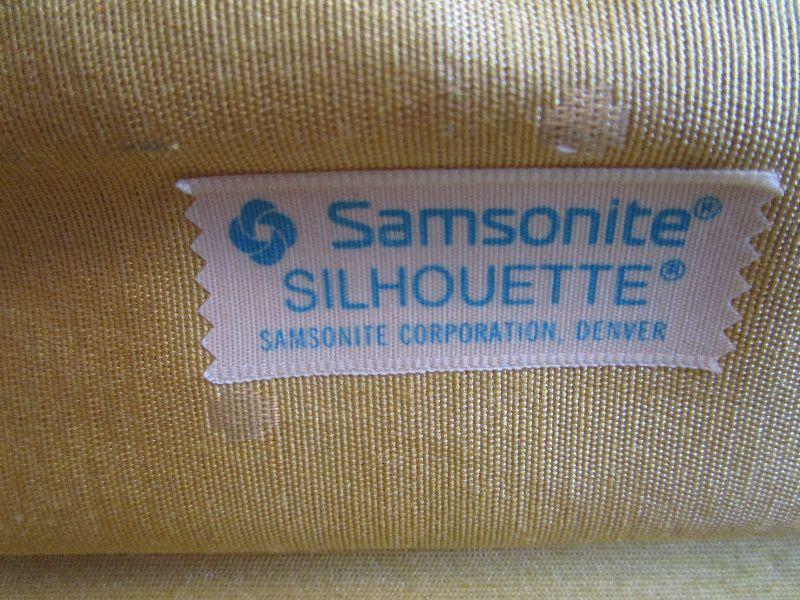 Samsonite®
SILHOUETTE®
SAMSONITE CORPORATION, DENVER